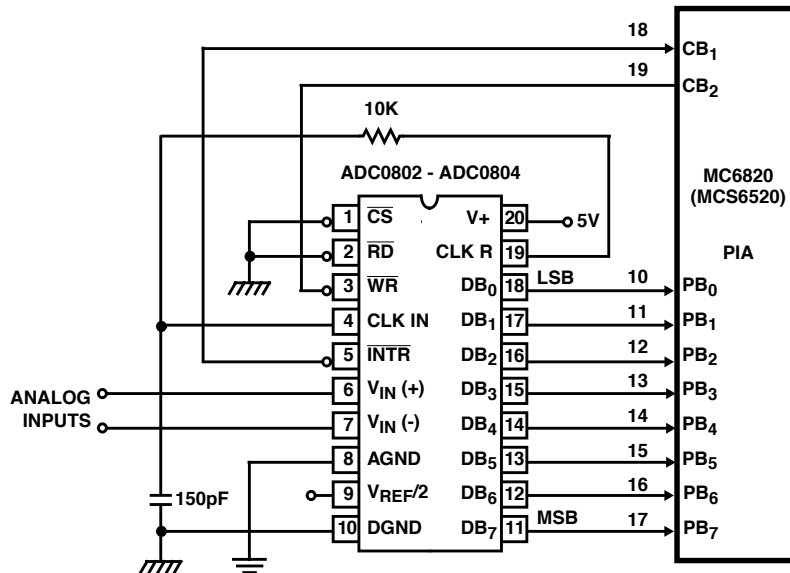 18
CB1
19
CB2
10K
ADC0802 - ADC0804
MC6820
(MCS6520)
PIA
1 CS V+ 20 5V
2 RD CLK R 19
3 WR DB0 18 LSB 10 PB0
4 CLK IN DB1 17 11 PB1
5 INTR DB2 16 12 PB2
6 VIN (+) DB3 15 13 PB3
ANALOG
INPUTS
7 VIN (-) DB4 14 14 PB4
8 AGND DB5 13 15 PB5
9 VREF/2 DB6 12 16 PB6
150pF
10 DGND DB7 11 MSB 17 PB7